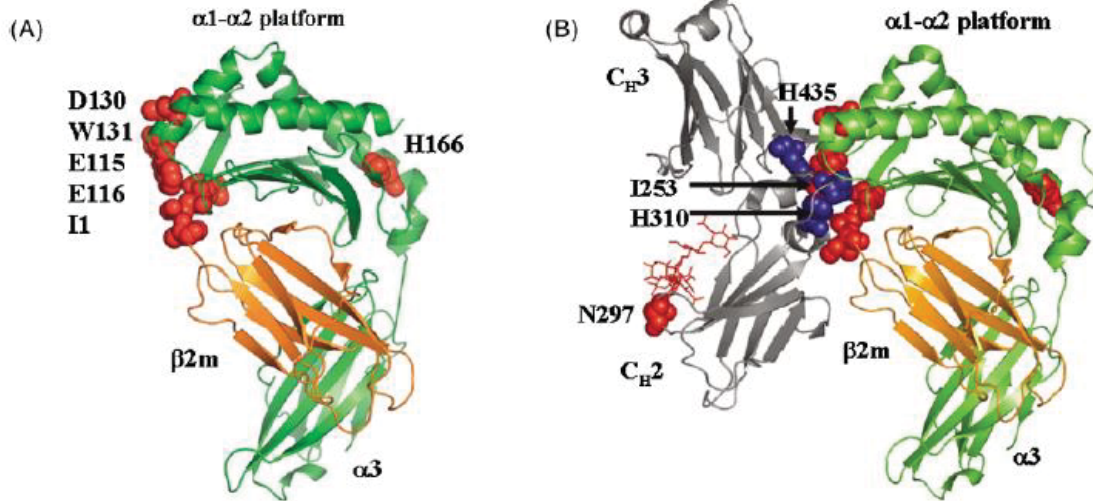 (A)
α1-α2 platform
D130
W131
E115
E116
I1
H166
β2m
α3
(B)
α1-α2 platform
CH3
H435
I253
H310
N297
CH2
β2m
α3